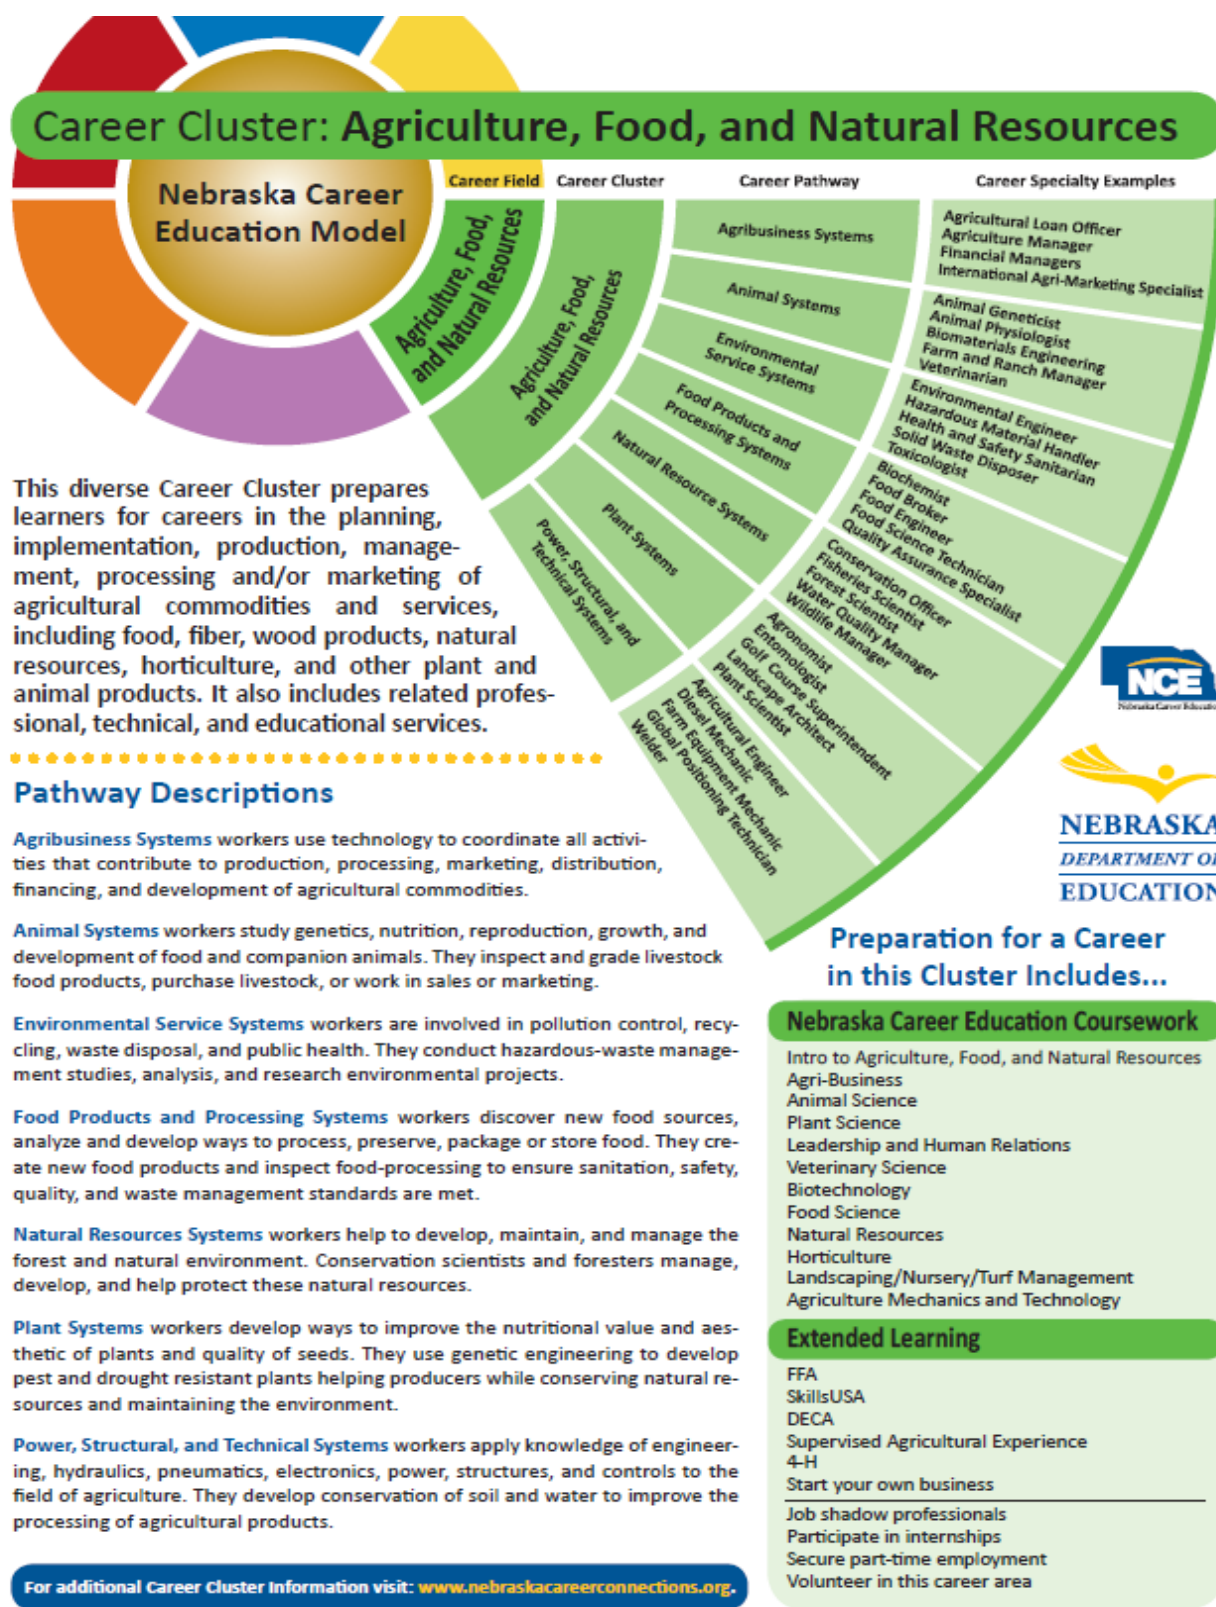 Career Cluster: Agriculture, Food, and Natural Resources
Nebraska Career
Education Model
Career Field
Career Cluster
Career Pathway
Career Specialty Examples
Agriculture, Food,
and Natural Resources
Agriculture, Food,
and Natural Resources
Agribusiness Systems
Agricultural Loan Officer
Agriculture Manager
Financial Managers
International Agri-Marketing Specialist
Animal Systems
Animal Geneticist
Animal Physiologist
Biomaterials Engineering
Farm and Ranch Manager
Veterinarian
Environmental
Service Systems
Environmental Engineer
Hazardous Material Handler
Health and Safety Sanitarian
Solid Waste Disposer
Toxicologist
Food Products and
Processing Systems
Biochemist
Food Broker
Food Engineer
Food Science Technician
Quality Assurance Specialist
Natural Resource Systems
Conservation Officer
Fisheries Scientist
Forest Scientist
Water Quality Manager
Wildlife Manager
Plant Systems
Agronomist
Entomologist
Golf Course Superintendent
Landscape Architect
Plant Scientist
Power, Structural, and
Technical Systems
Agricultural Engineer
Diesel Mechanic
Farm Equipment Mechanic
Global Positioning Technician
Welder
This diverse Career Cluster prepares
learners for careers in the planning,
implementation, production, manage-
ment, processing and/or marketing of
agricultural commodities and services,
including food, fiber, wood products, natural
resources, horticulture, and other plant and
animal products. It also includes related profes-
sional, technical, and educational services.
NCE
Nebraska Career Educatio
NEBRASKA
DEPARTMENT OF
EDUCATION
Pathway Descriptions
Agribusiness Systems workers use technology to coordinate all activi-
ties that contribute to production, processing, marketing, distribution,
financing, and development of agricultural commodities.
Animal Systems workers study genetics, nutrition, reproduction, growth, and
development of food and companion animals. They inspect and grade livestock
food products, purchase livestock, or work in sales or marketing.
Environmental Service Systems workers are involved in pollution control, recy-
cling, waste disposal, and public health. They conduct hazardous-waste manage-
ment studies, analysis, and research environmental projects.
Food Products and Processing Systems workers discover new food sources,
analyze and develop ways to process, preserve, package or store food. They cre-
ate new food products and inspect food-processing to ensure sanitation, safety,
quality, and waste management standards are met.
Natural Resources Systems workers help to develop, maintain, and manage the
forest and natural environment. Conservation scientists and foresters manage,
develop, and help protect these natural resources.
Plant Systems workers develop ways to improve the nutritional value and aes-
thetic of plants and quality of seeds. They use genetic engineering to develop
pest and drought resistant plants helping producers while conserving natural re-
sources and maintaining the environment.
Power, Structural, and Technical Systems workers apply knowledge of engineer-
ing, hydraulics, pneumatics, electronics, power, structures, and controls to the
field of agriculture. They develop conservation of soil and water to improve the
processing of agricultural products.
For additional Career Cluster Information visit: www.nebraskacareerconnections.org.
Preparation for a Career
in this Cluster Includes...
Nebraska Career Education Coursework
Intro to Agriculture, Food, and Natural Resources
Agri-Business
Animal Science
Plant Science
Leadership and Human Relations
Veterinary Science
Biotechnology
Food Science
Natural Resources
Horticulture
Landscaping/Nursery/Turf Management
Agriculture Mechanics and Technology
Extended Learning
FFA
SkillsUSA
DECA
Supervised Agricultural Experience
4-H
Start your own business
Job shadow professionals
Participate in internships
Secure part-time employment
Volunteer in this career area